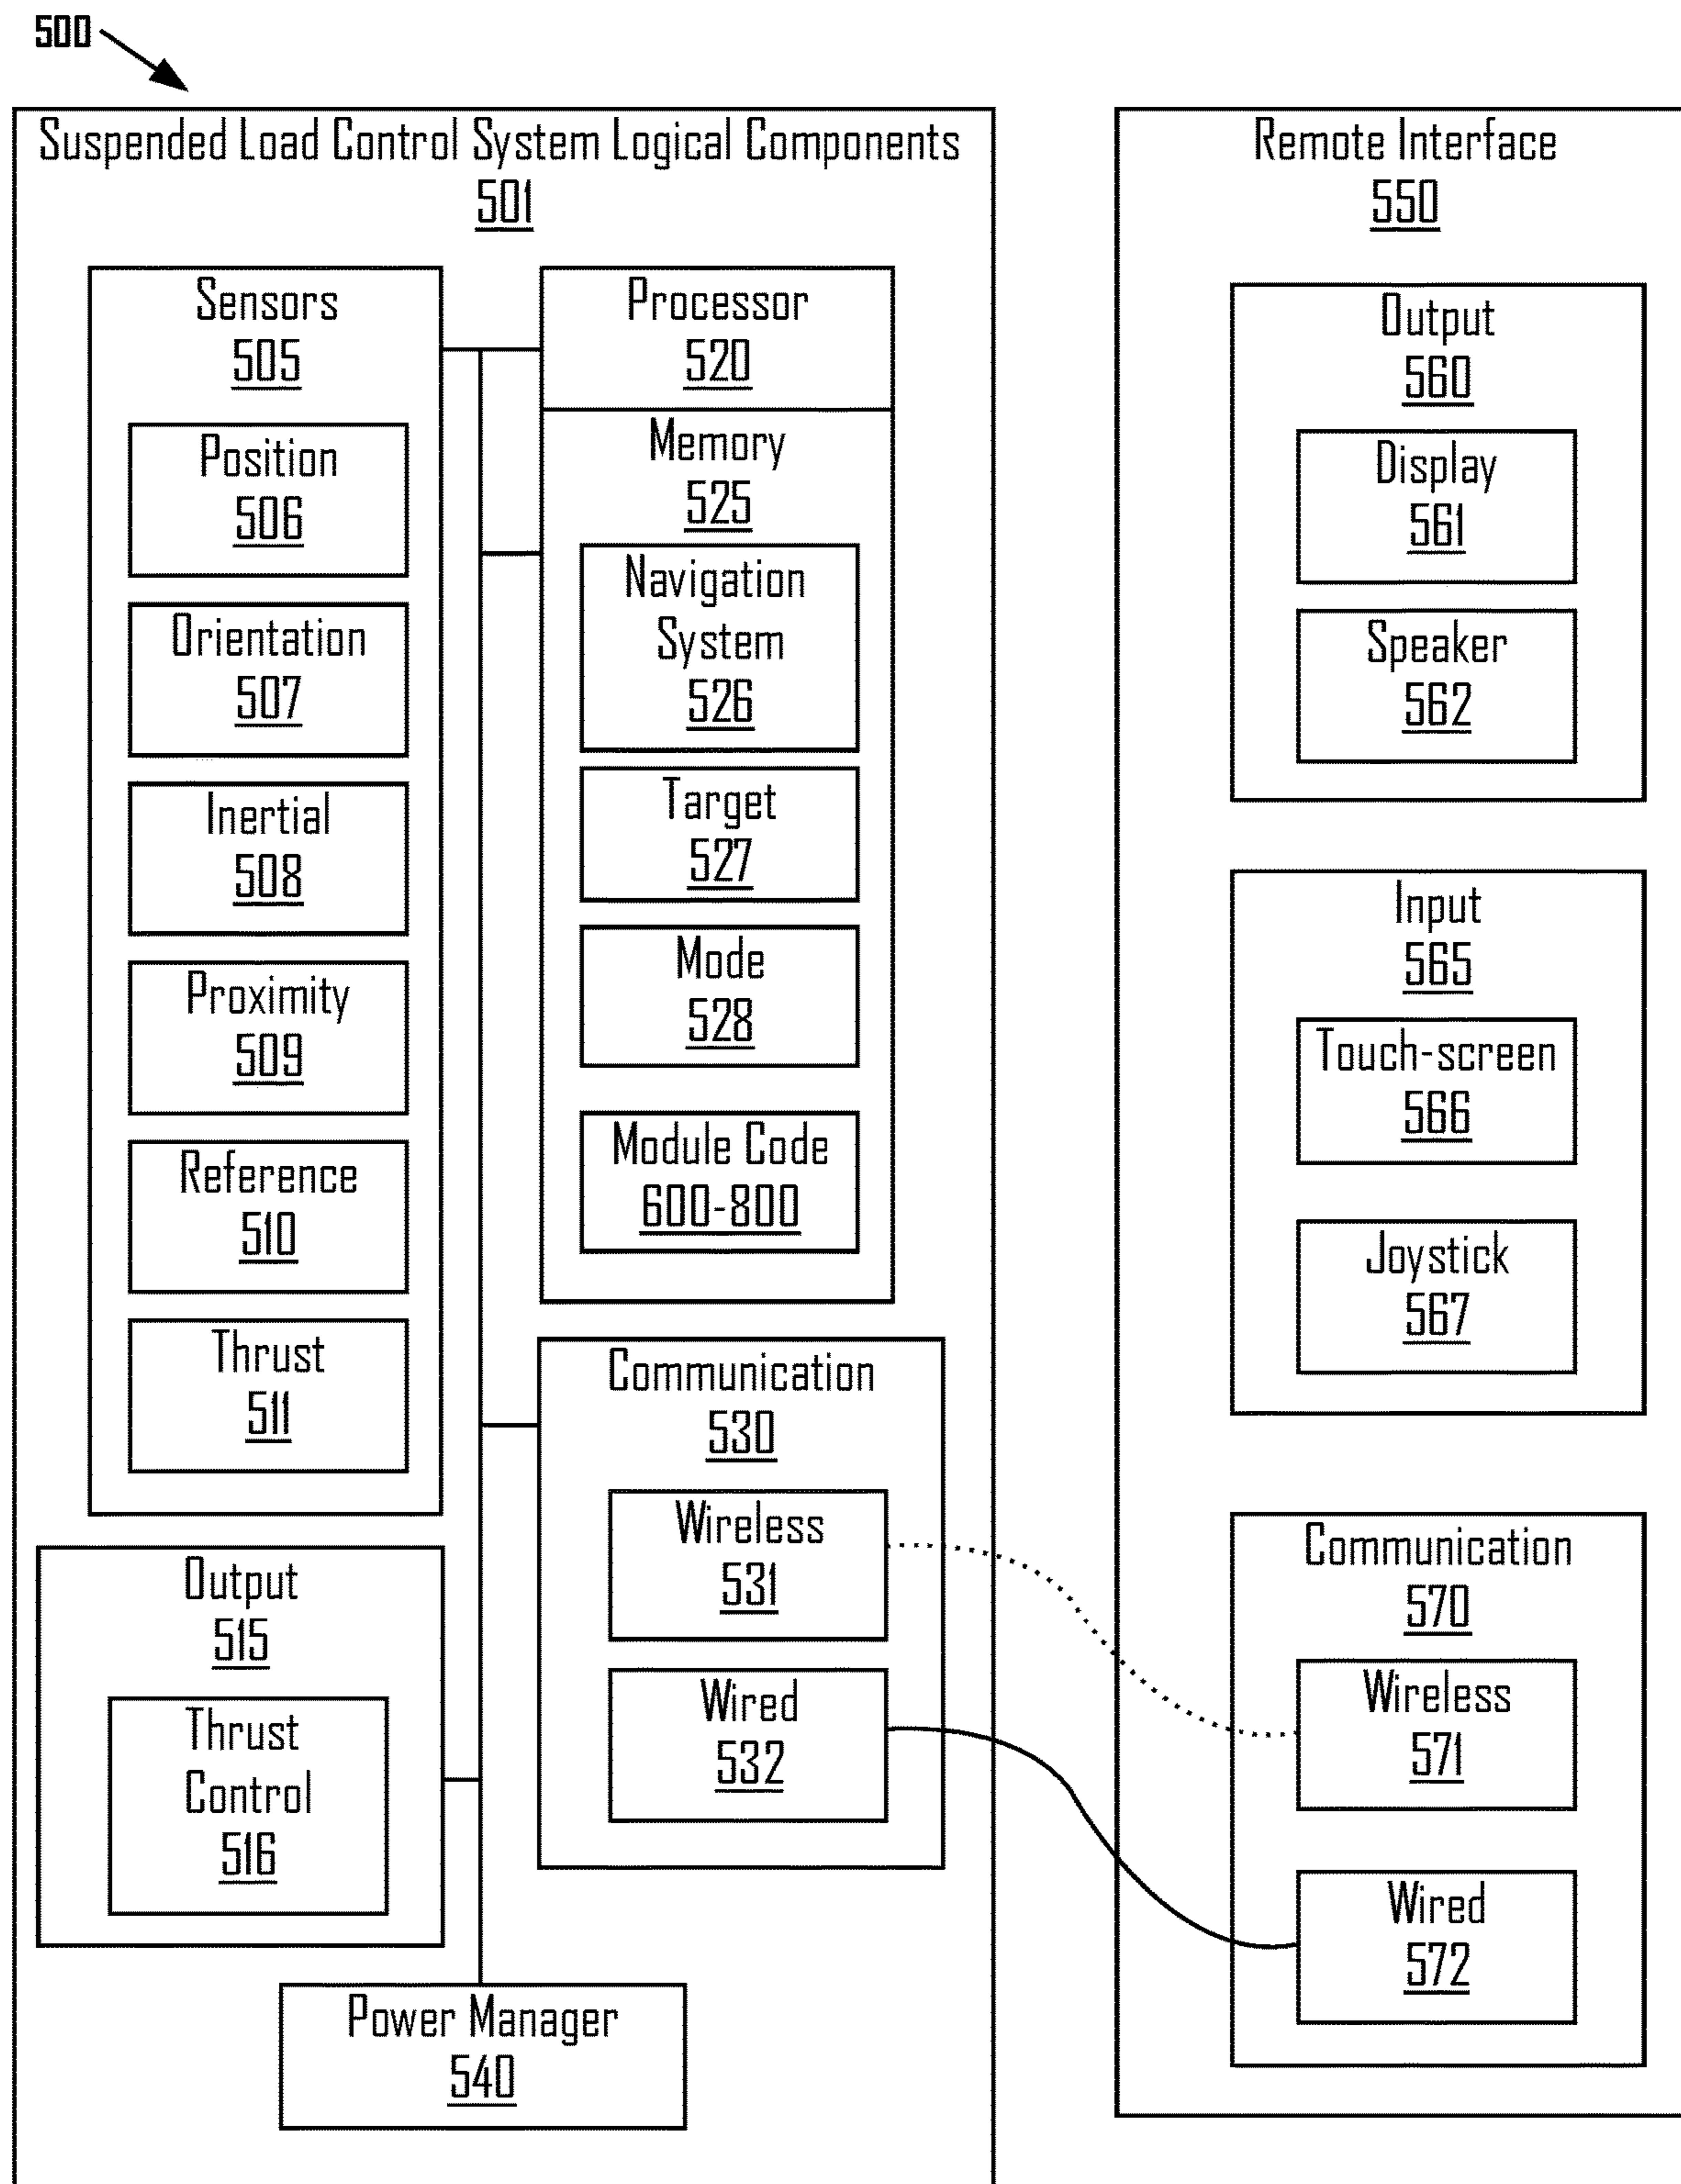 500
Suspended Load Control System Logical Components
501
Sensors
505
Position
506
Orientation
507
Inertial
508
Proximity
509
Reference
510
Thrust
511
Output
515
Thrust
Control
516
Processor
520
Memory
525
Navigation
System
526
Target
527
Mode
528
Module Code
600-800
Communication
530
Wireless
531
Wired
532
Power Manager
540
Remote Interface
550
Output
560
Display
561
Speaker
562
Input
565
Touch-screen
566
Joystick
567
Communication
570
Wireless
571
Wired
572